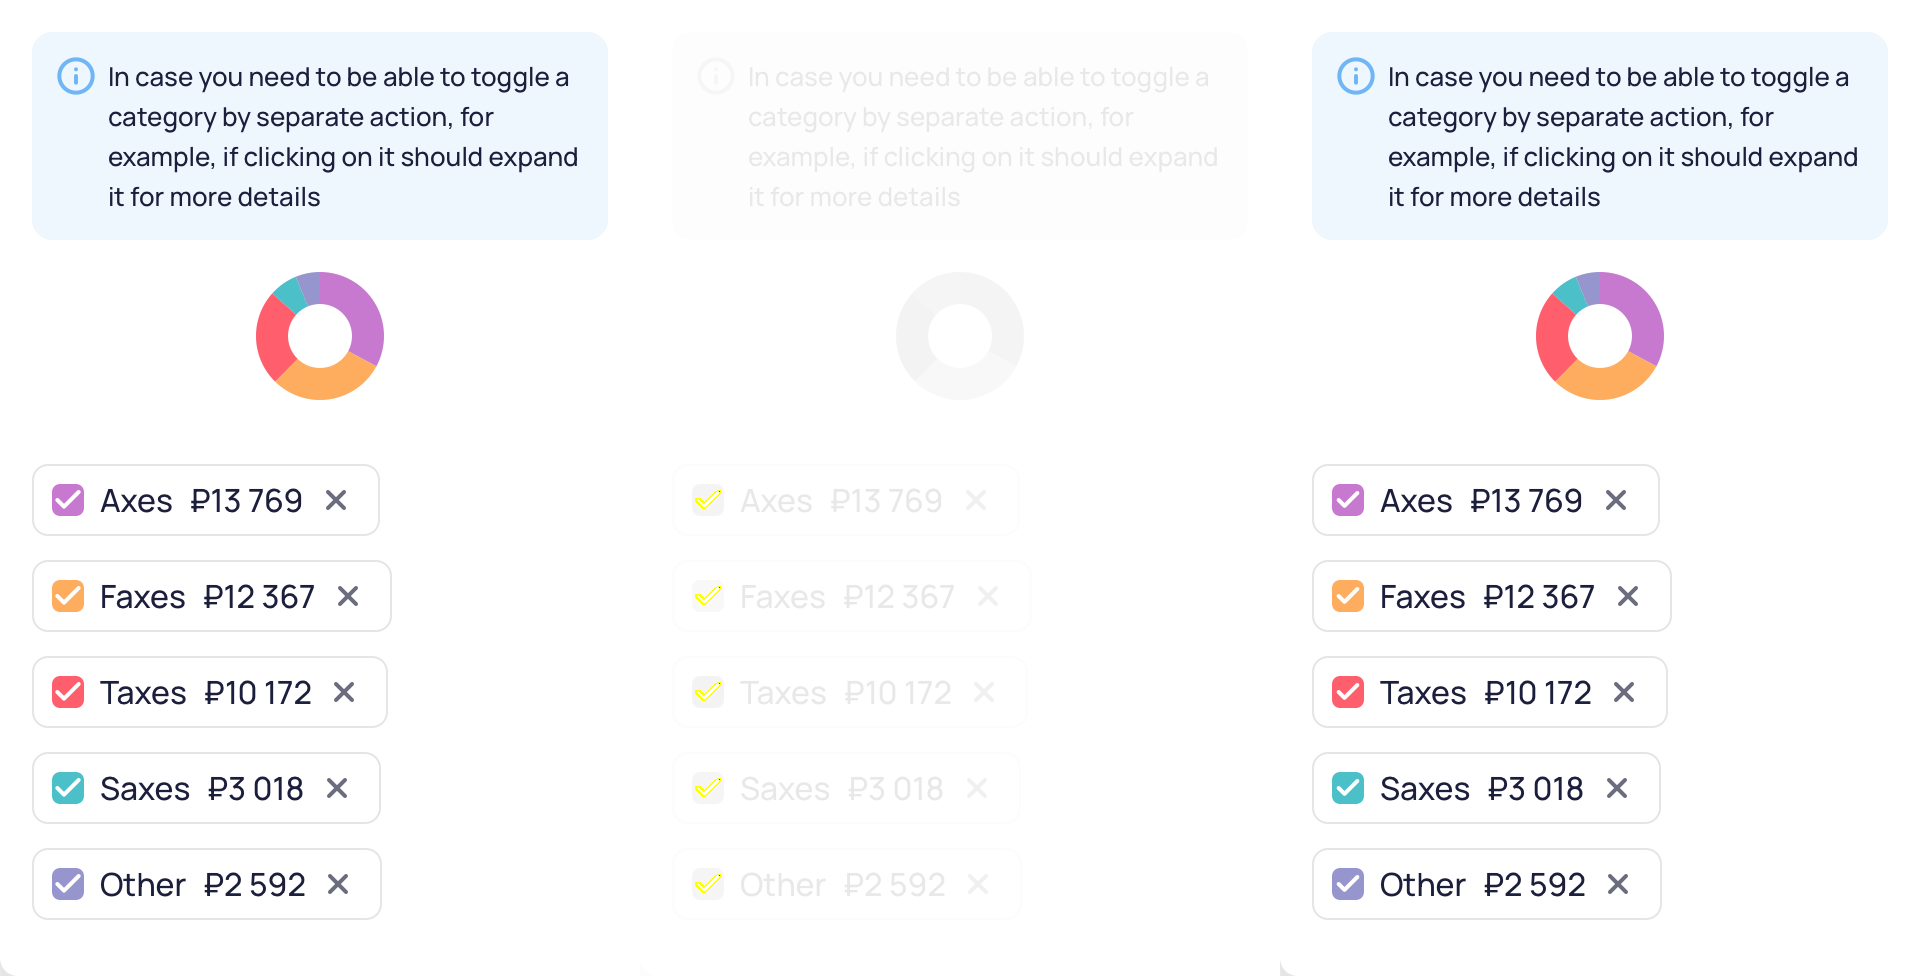 In case you need to be able to toggle a
category by separate action, for
example, if clicking on it should expand
it for more details
Axes ₽13 769
Faxes ₽12 367
Taxes ₽10 172
Saxes ₽3 018
Other ₽2 592
In case you need to be able to toggle a
category by separate action, for
example, if clicking on it should expand
it for more details
Axes ₽13 769
Faxes ₽12 367
Taxes ₽10 172
Saxes ₽3 018
Other ₽2 592
In case you need to be able to toggle a
category by separate action, for
example, if clicking on it should expand
it for more details
Axes ₽13 769
Faxes ₽12 367
Taxes ₽10 172
Saxes ₽3 018
Other ₽2 592